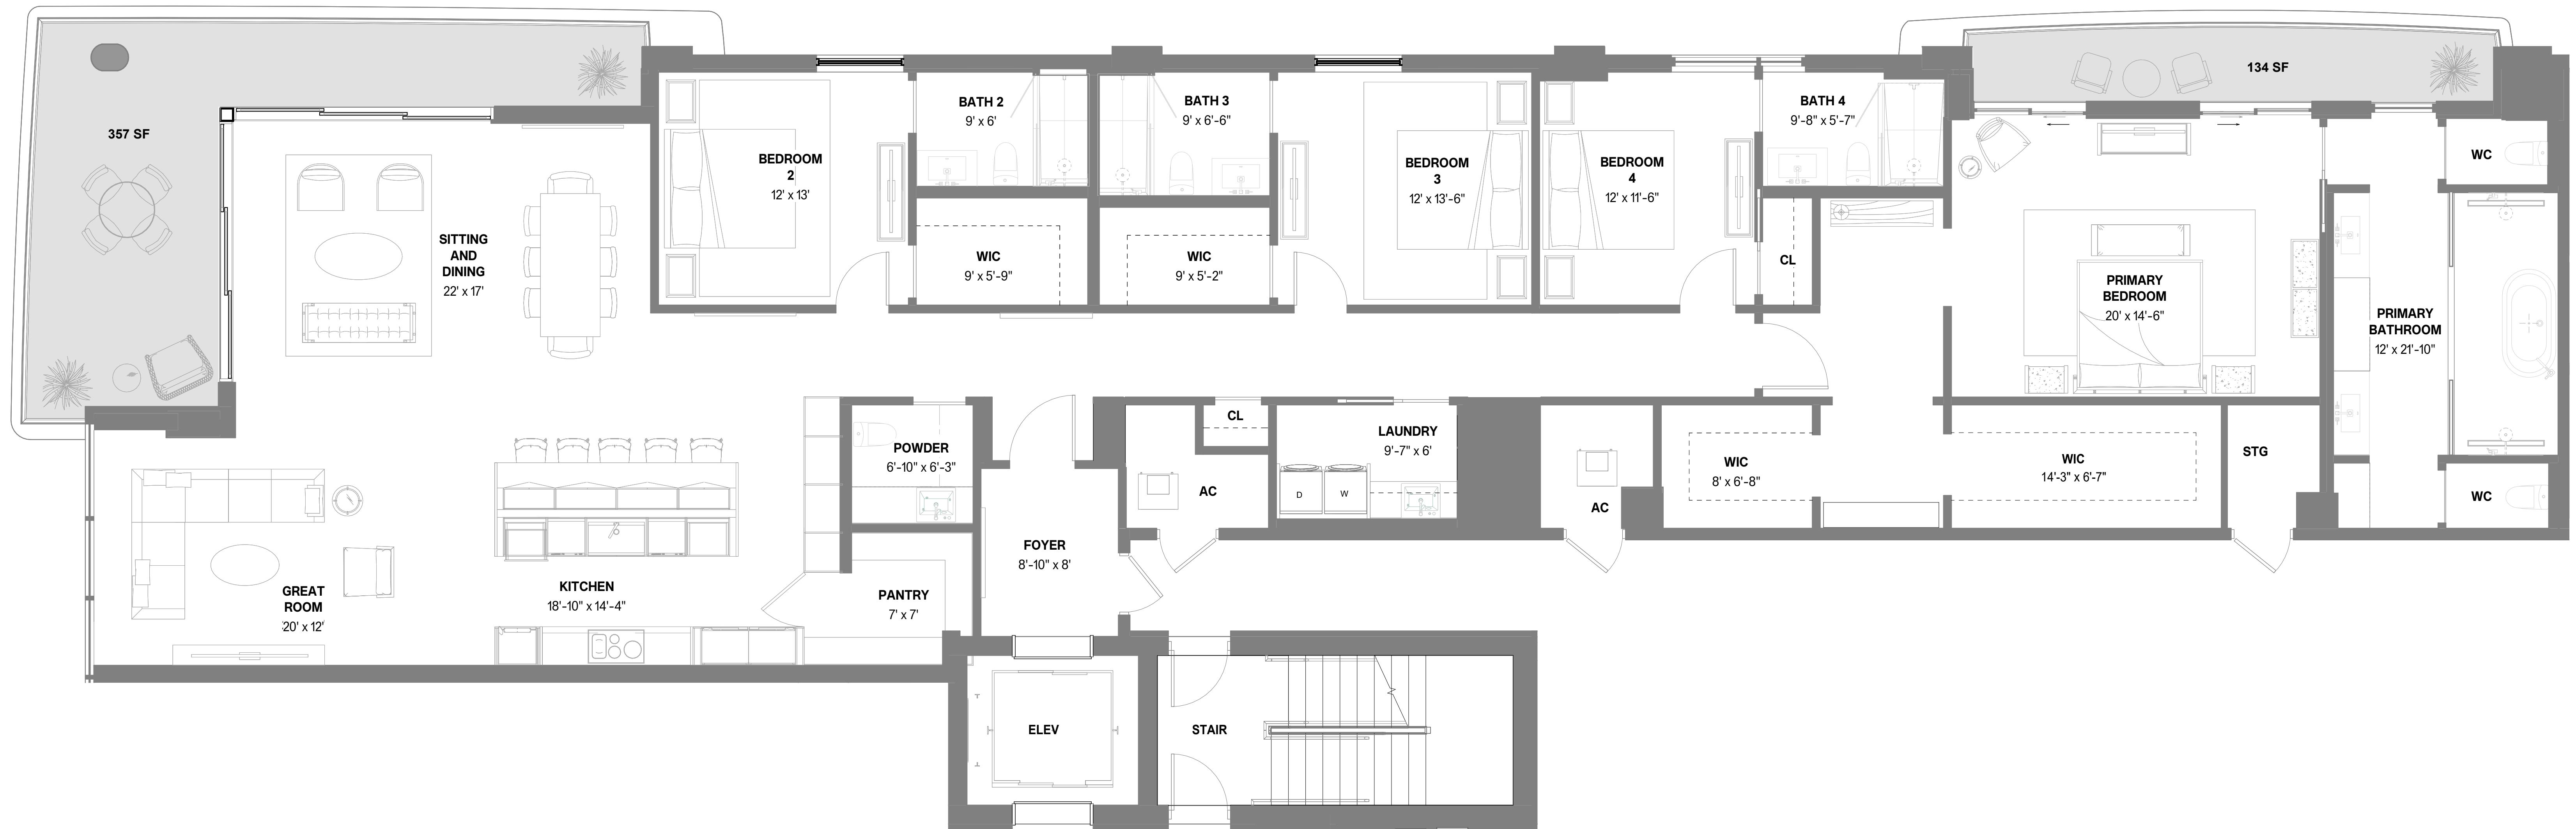 357 SF
SITTING
AND
DINING
22' x 17'
BEDROOM
2
12' x 13'
BATH 2
9' x 6'
WIC
9' x 5'-9"
BATH 3
9' x 6'-6"
WIC
9' x 5'-2"
BEDROOM
3
12' x 13'-6"
BEDROOM
4
12' x 11'-6"
BATH 4
9'-8" x 5'-7"
CL
134 SF
PRIMARY
BEDROOM
20' x 14'-6"
WC
PRIMARY
BATHROOM
12' x 21'-10"
WC
GREAT
ROOM
20' x 12'
KITCHEN
18'-10" x 14'-4"
POWDER
6'-10" x 6'-3"
PANTRY
7' x 7'
FOYER
8'-10" x 8'
CL
AC
LAUNDRY
9'-7" x 6'
D
W
AC
WIC
8' x 6'-8"
WIC
14'-3" x 6'-7"
STG
ELEV
STAIR